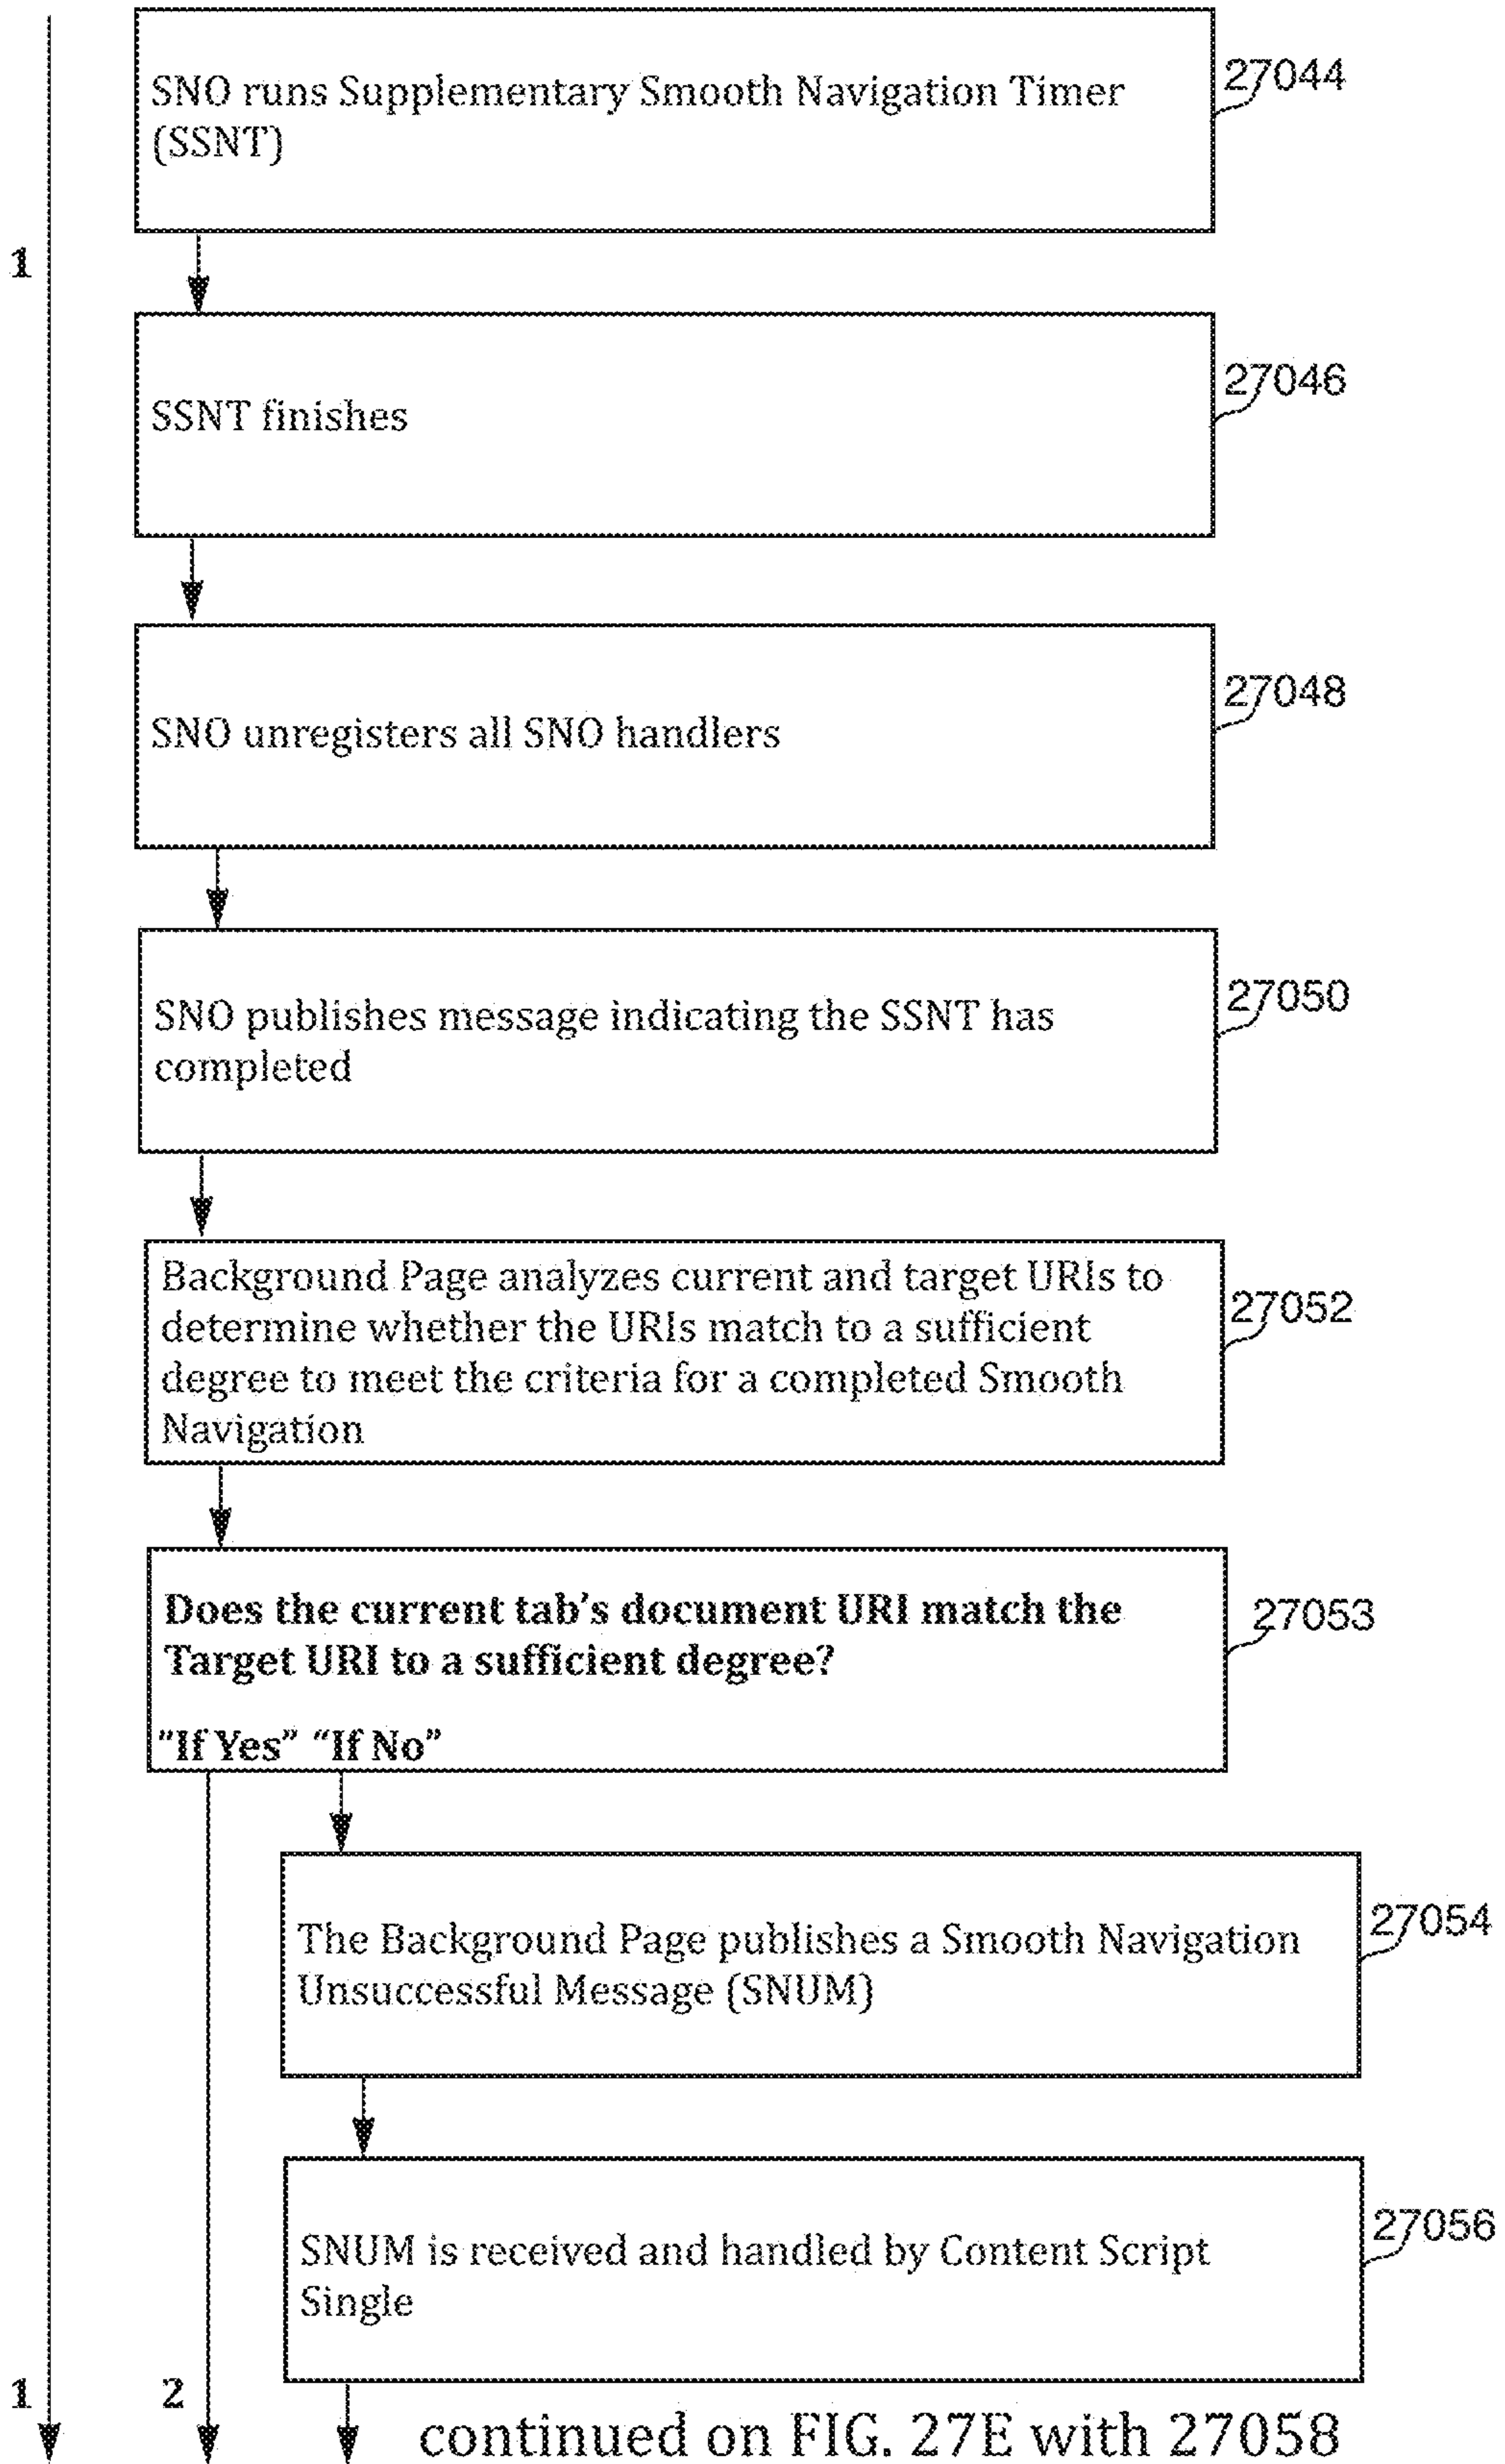 SNO runs Supplementary Smooth Navigation Timer
(SSNT)
27044
1
SSNT finishes
27046
SNO unregisters all SNO handlers
27048
SNO publishes message indicating the SSNT has
completed
27050
Background Page analyzes current and target URIs to
determine whether the URIs match to a sufficient
degree to meet the criteria for a completed Smooth
Navigation
27052
Does the current tab's document URI match the
Target URI to a sufficient degree?
27053
"If Yes" "If No"
The Background Page publishes a Smooth Navigation
Unsuccessful Message (SNUM)
27054
SNUM is received and handled by Content Script
Single
27056
1
2
continued on FIG. 27E with 27058